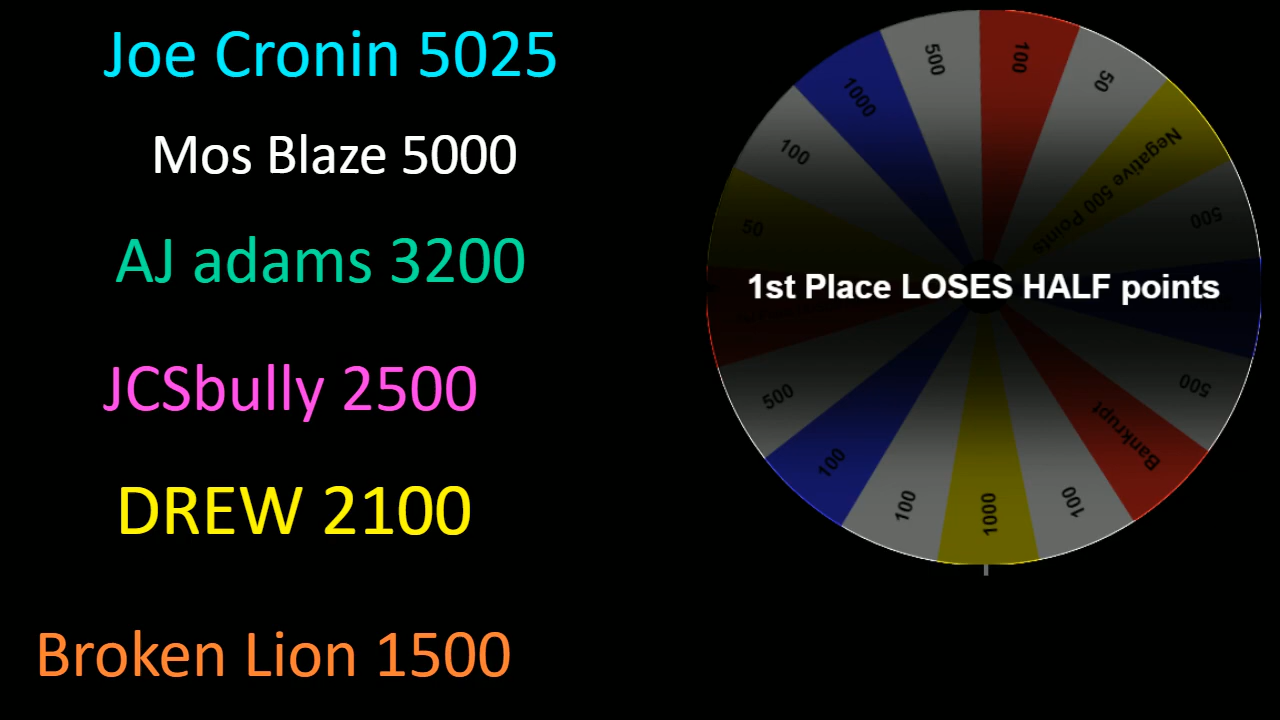 Joe Cronin 5025
Mos Blaze 5000
AJ adams 3200
JCSbully 2500
DREW 2100
Broken Lion 1500
1st Place LOSES HALF points
500
100
50
Negative 500 Points
500
500
Bankrupt
100
1000
100
100
500
50
100
1000